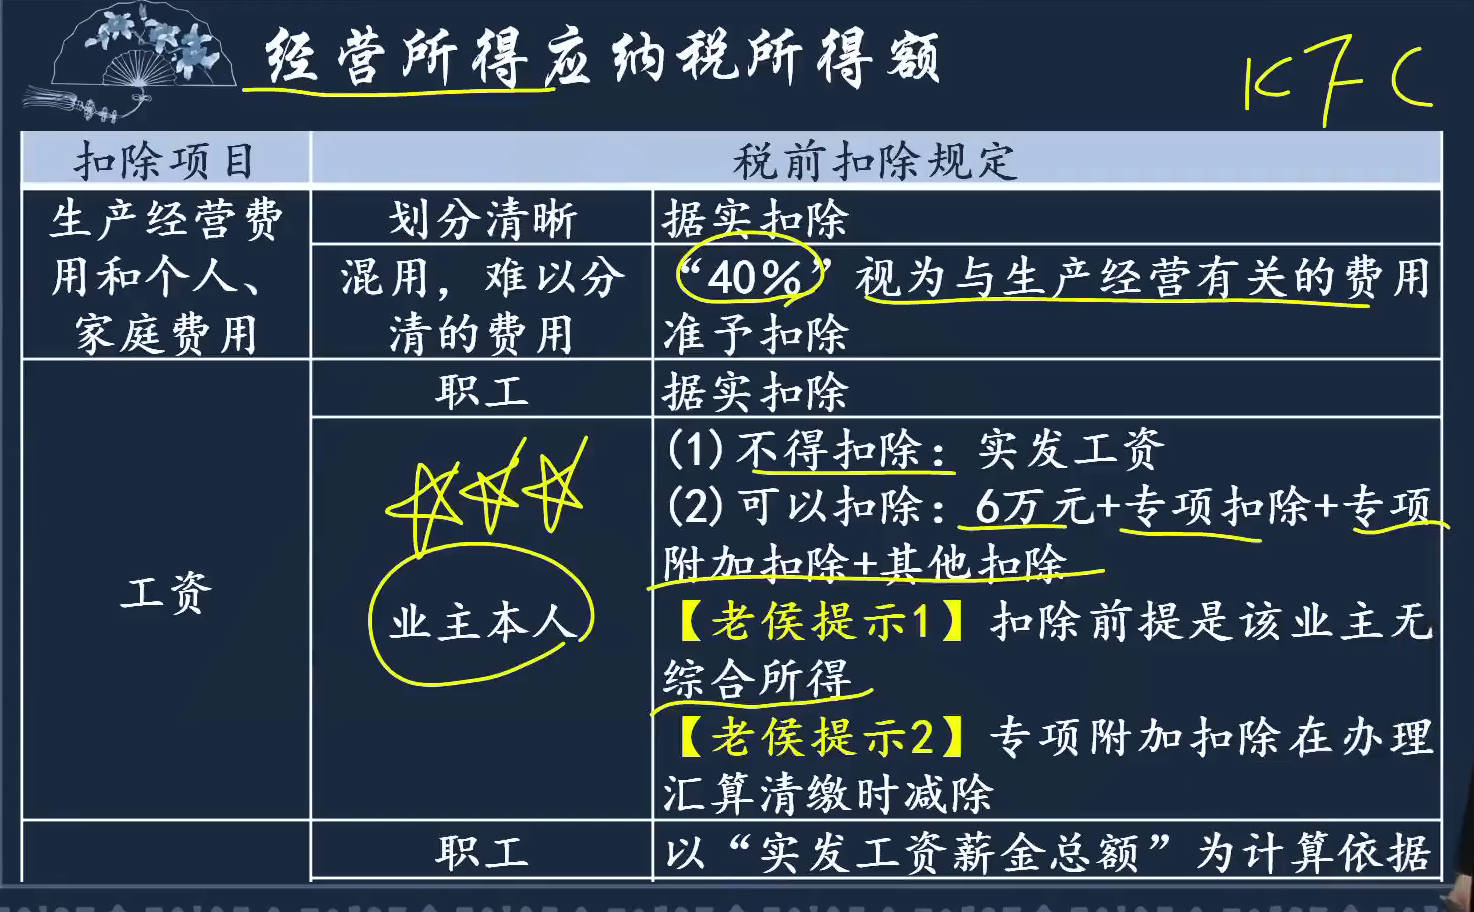 经营所得应纳税所得额
KFC
扣除项目
税前扣除规定
生产经营费
用和个人、
家庭费用
划分清晰
据实扣除
混用，难以分
清的费用
“40%”视为与生产经营有关的费用
准予扣除
工资
职工
据实扣除
业主本人
(1)不得扣除：实发工资
(2)可以扣除：6万元+专项扣除+专项
附加扣除+其他扣除
【老侯提示1】扣除前提是该业主无
综合所得
【老侯提示2】专项附加扣除在办理
汇算清缴时减除
职工
以“实发工资薪金总额”为计算依据